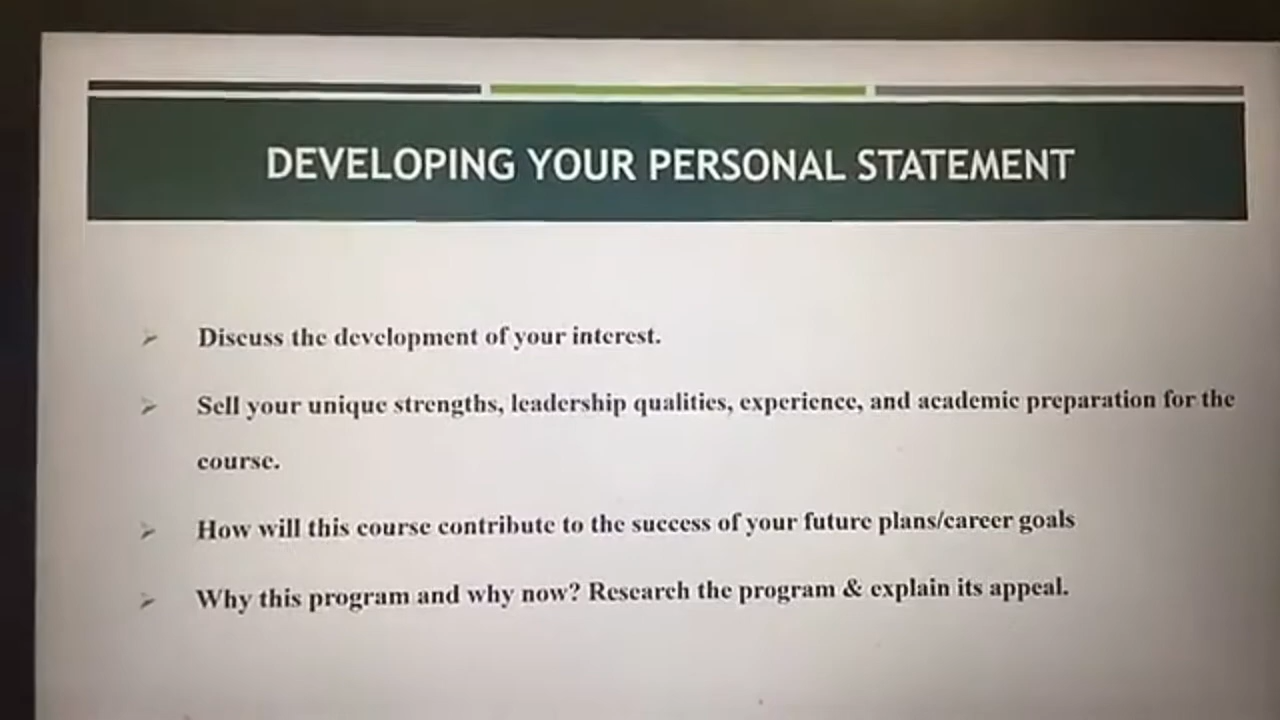 DEVELOPING YOUR PERSONAL STATEMENT
Discuss the development of your interest.
Sell your unique strengths, leadership qualities, experience, and academic preparation for the
course.
How will this course contribute to the success of your future plans/career goals
Why this program and why now? Research the program & explain its appeal.